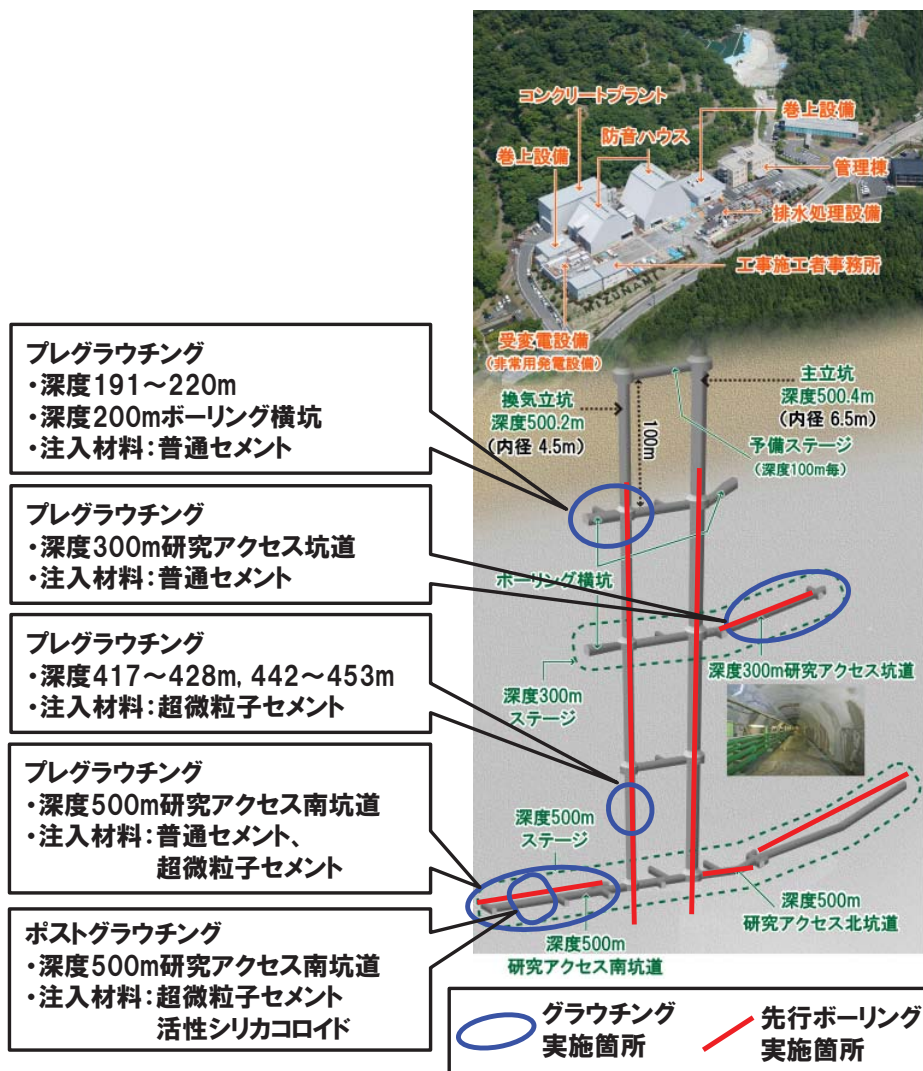 コンクリートプラント
巻上設備
防音ハウス
巻上設備
管理棟
排水処理設備
工事施工者事務所
MIZUNAMI
受変電設備
(非常用発電設備)
プレグラウチング
・深度191～220m
・深度200mボーリング横坑
・注入材料：普通セメント
プレグラウチング
・深度300m研究アクセス坑道
・注入材料：普通セメント
プレグラウチング
・深度417～428m, 442～453m
・注入材料：超微粒子セメント
プレグラウチング
・深度500m研究アクセス南坑道
・注入材料：普通セメント、
超微粒子セメント
ポストグラウチング
・深度500m研究アクセス南坑道
・注入材料：超微粒子セメント
活性シリカコロイド
換気立坑
深度500.2m
(内径 4.5m)
100m
主立坑
深度500.4m
(内径 6.5m)
予備ステージ
(深度100m毎)
ボーリング横坑
深度300m研究アクセス坑道
深度300m
ステージ
深度500m
ステージ
深度500m
研究アクセス北坑道
深度500m
研究アクセス南坑道
グラウチング
実施箇所
先行ボーリング
実施箇所